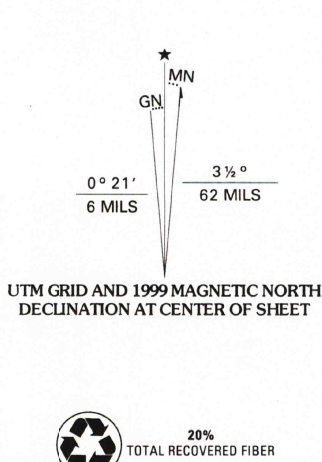 ★
MN
GN
0° 21′
6 MILS
3 ½ °
62 MILS
UTM GRID AND 1999 MAGNETIC NORTH
DECLINATION AT CENTER OF SHEET
20%
TOTAL RECOVERED FIBER